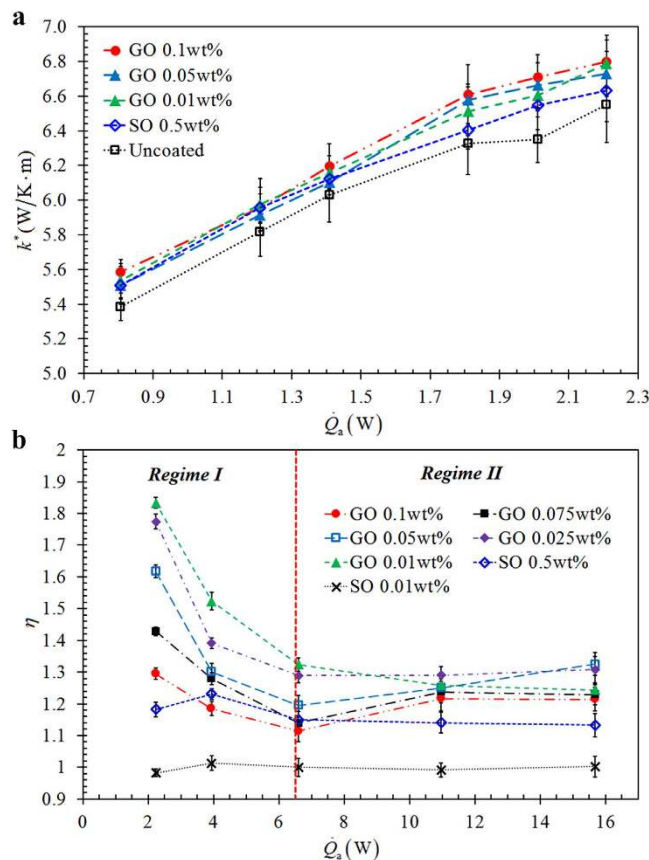 a
7.0
6.8
6.6
6.4
6.2
6.0
5.8
5.6
5.4
5.2
5.0
k* (W/K·m)
GO 0.1wt%
GO 0.05wt%
GO 0.01wt%
SO 0.5wt%
Uncoated
0.7 0.9 1.1 1.3 1.5 1.7 1.9 2.1 2.3
Q̇a (W)
b
2
1.9
1.8
1.7
1.6
1.5
1.4
1.3
1.2
1.1
1
0.9
η
Regime I Regime II
GO 0.1wt% GO 0.075wt%
GO 0.05wt% GO 0.025wt%
GO 0.01wt% SO 0.5wt%
SO 0.01wt%
0 2 4 6 8 10 12 14 16
Q̇a (W)